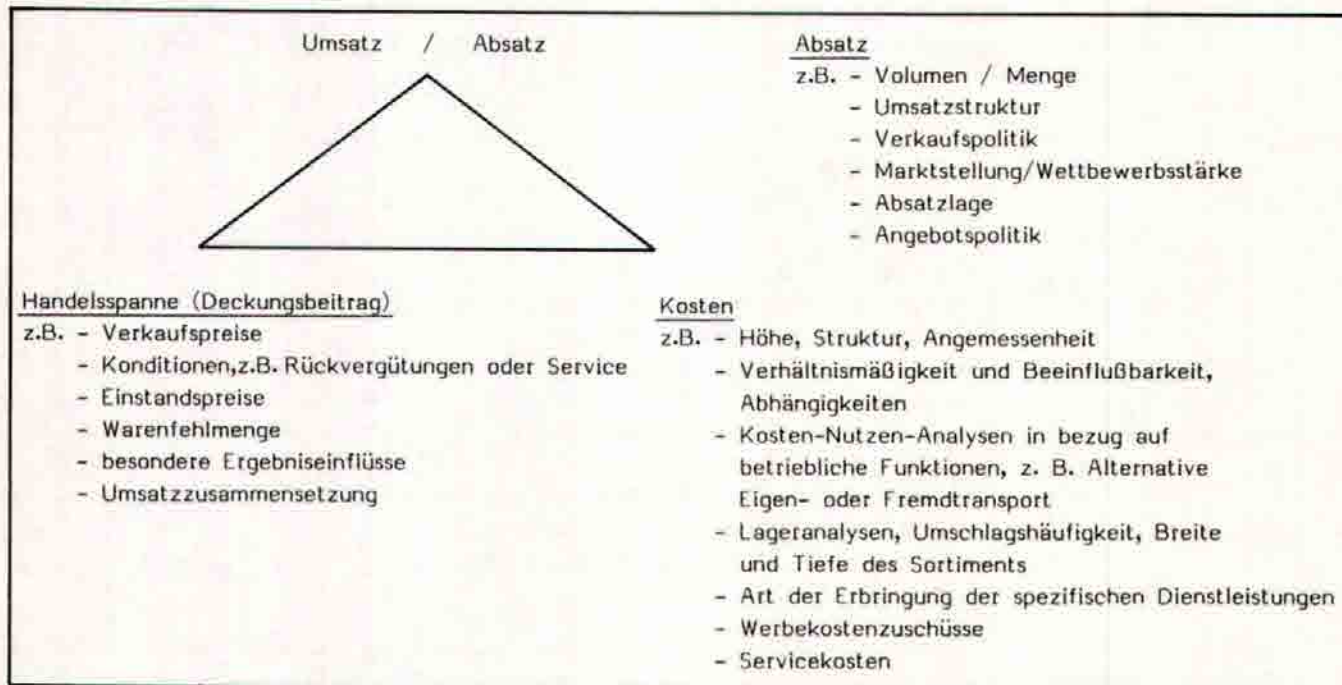 Umsatz / Absatz
Absatz
z.B. - Volumen / Menge
- Umsatzstruktur
- Verkaufspolitik
- Marktstellung/Wettbewerbsstärke
- Absatzlage
- Angebotspolitik
Handelsspanne (Deckungsbeitrag)
z.B. - Verkaufspreise
- Konditionen,z.B. Rückvergütungen oder Service
- Einstandspreise
- Warenfehlmenge
- besondere Ergebniseinflüsse
- Umsatzzusammensetzung
Kosten
z.B. - Höhe, Struktur, Angemessenheit
- Verhältnismäßigkeit und Beeinflußbarkeit,
Abhängigkeiten
- Kosten-Nutzen-Analysen in bezug auf
betriebliche Funktionen, z. B. Alternative
Eigen- oder Fremdtransport
- Lageranalysen, Umschlagshäufigkeit, Breite
und Tiefe des Sortiments
- Art der Erbringung der spezifischen Dienstleistungen
- Werbekostenzuschüsse
- Servicekosten